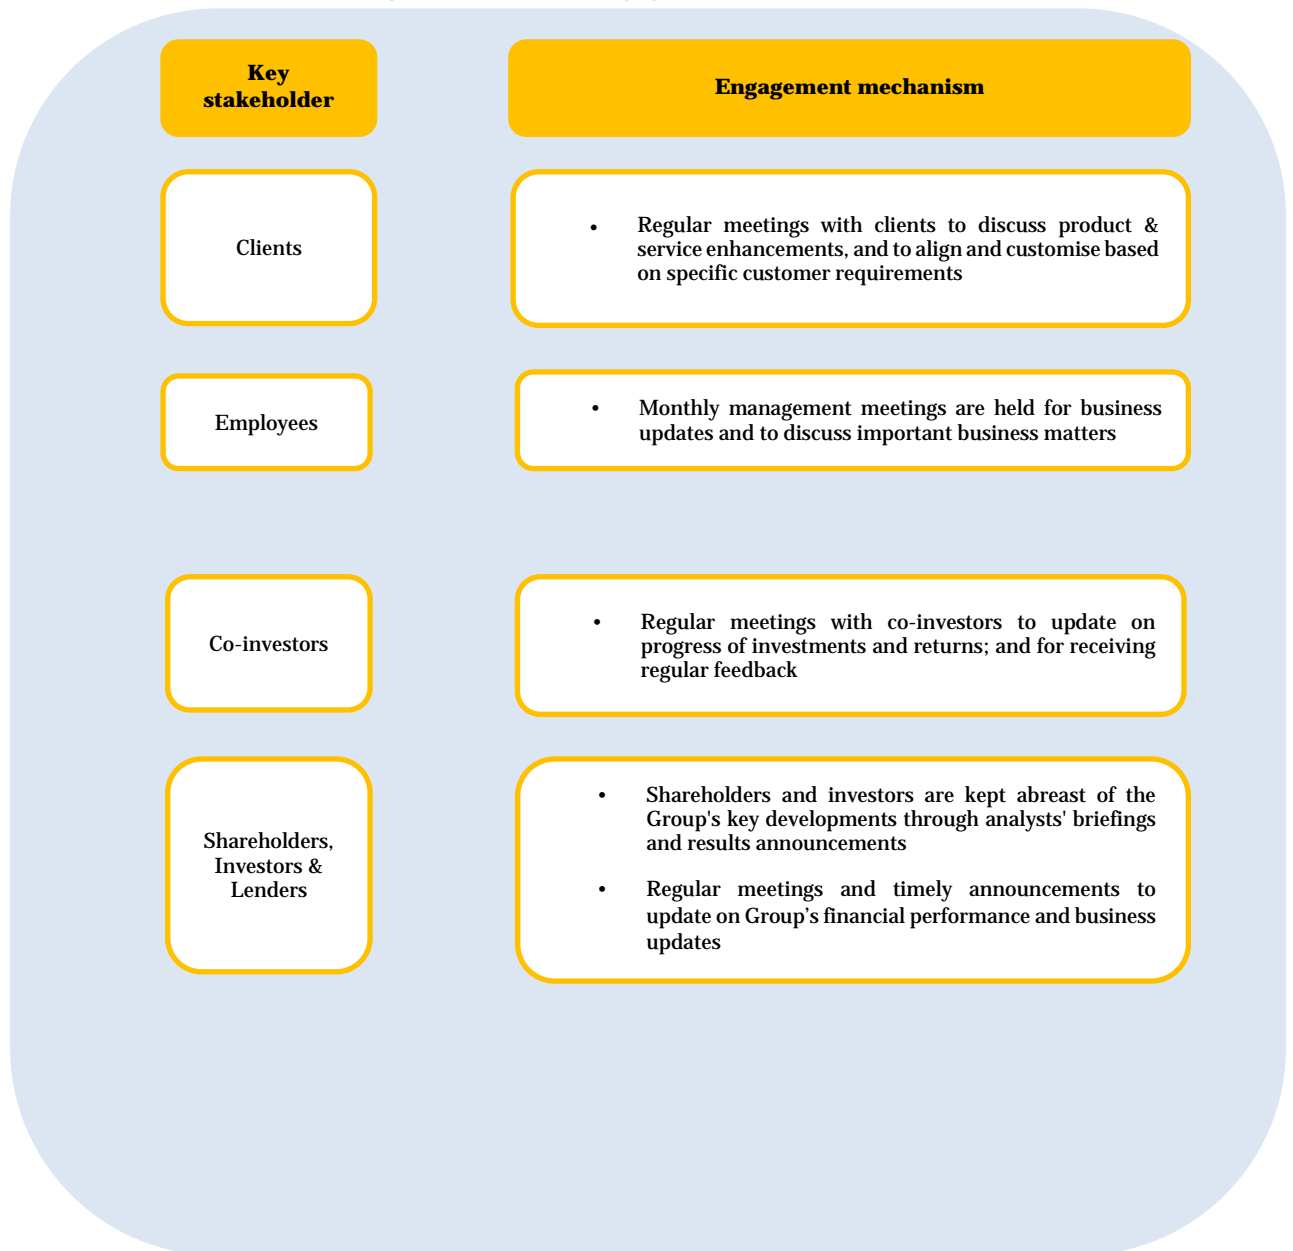 Key
stakeholder
Engagement mechanism
Clients
• Regular meetings with clients to discuss product &
service enhancements, and to align and customise based
on specific customer requirements
Employees
• Monthly management meetings are held for business
updates and to discuss important business matters
Co-investors
• Regular meetings with co-investors to update on
progress of investments and returns; and for receiving
regular feedback
Shareholders,
Investors &
Lenders
• Shareholders and investors are kept abreast of the
Group's key developments through analysts' briefings
and results announcements
• Regular meetings and timely announcements to
update on Group’s financial performance and business
updates